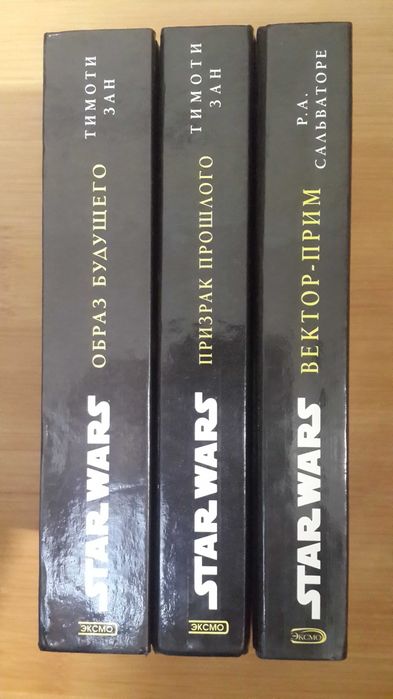 ТИМОТИ
ЗАН
ОБРАЗ БУДУЩЕГО
STAR WARS
ЭКСМО
ТИМОТИ
ЗАН
ПРИЗРАК ПРОШЛОГО
STAR WARS
ЭКСМО
Р.А.
САЛЬВАТОРЕ
ВЕКТОР-ПРИМ
STAR WARS
ЭКСМО